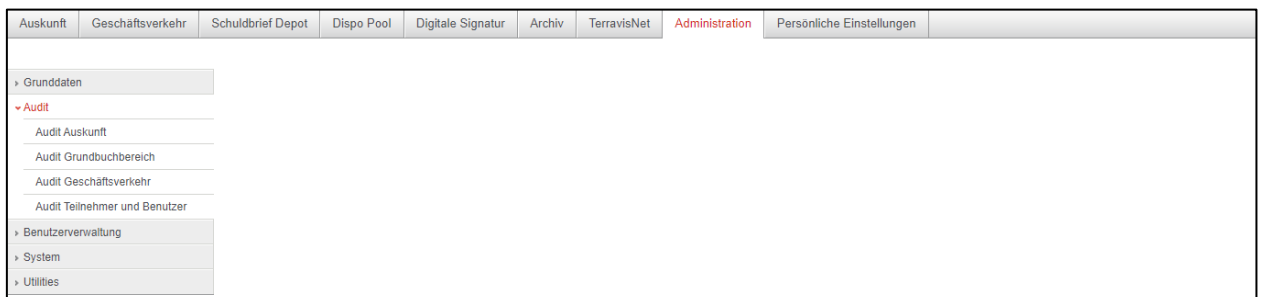 Auskunft Geschäftsverkehr Schuldbrief Depot Dispo Pool Digitale Signatur Archiv TerravisNet Administration Persönliche Einstellungen
Grunddaten
Audit
Audit Auskunft
Audit Grundbuchbereich
Audit Geschäftsverkehr
Audit Teilnehmer und Benutzer
Benutzerverwaltung
System
Utilities